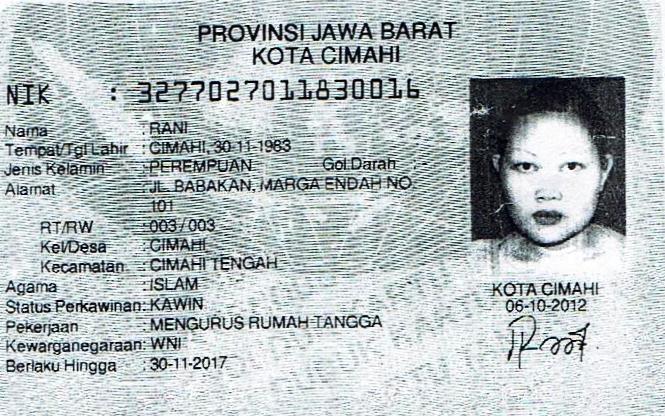 PROVINSI JAWA BARAT
KOTA CIMAHI
NIK : 3277027011830016
Nama : RANI
Tempat/Tgl Lahir : CIMAHI, 30-11-1983
Jenis Kelamin : PEREMPUAN Gol.Darah
Alamat : JL. BABAKAN, MARGA ENDAH NO.
101
RT/RW : 003 / 003
Kel/Desa : CIMAHI
Kecamatan : CIMAHI TENGAH
Agama : ISLAM
Status Perkawinan: KAWIN
Pekerjaan : MENGURUS RUMAH TANGGA
Kewarganegaraan: WNI
Berlaku Hingga : 30-11-2017
KOTA CIMAHI
06-10-2012